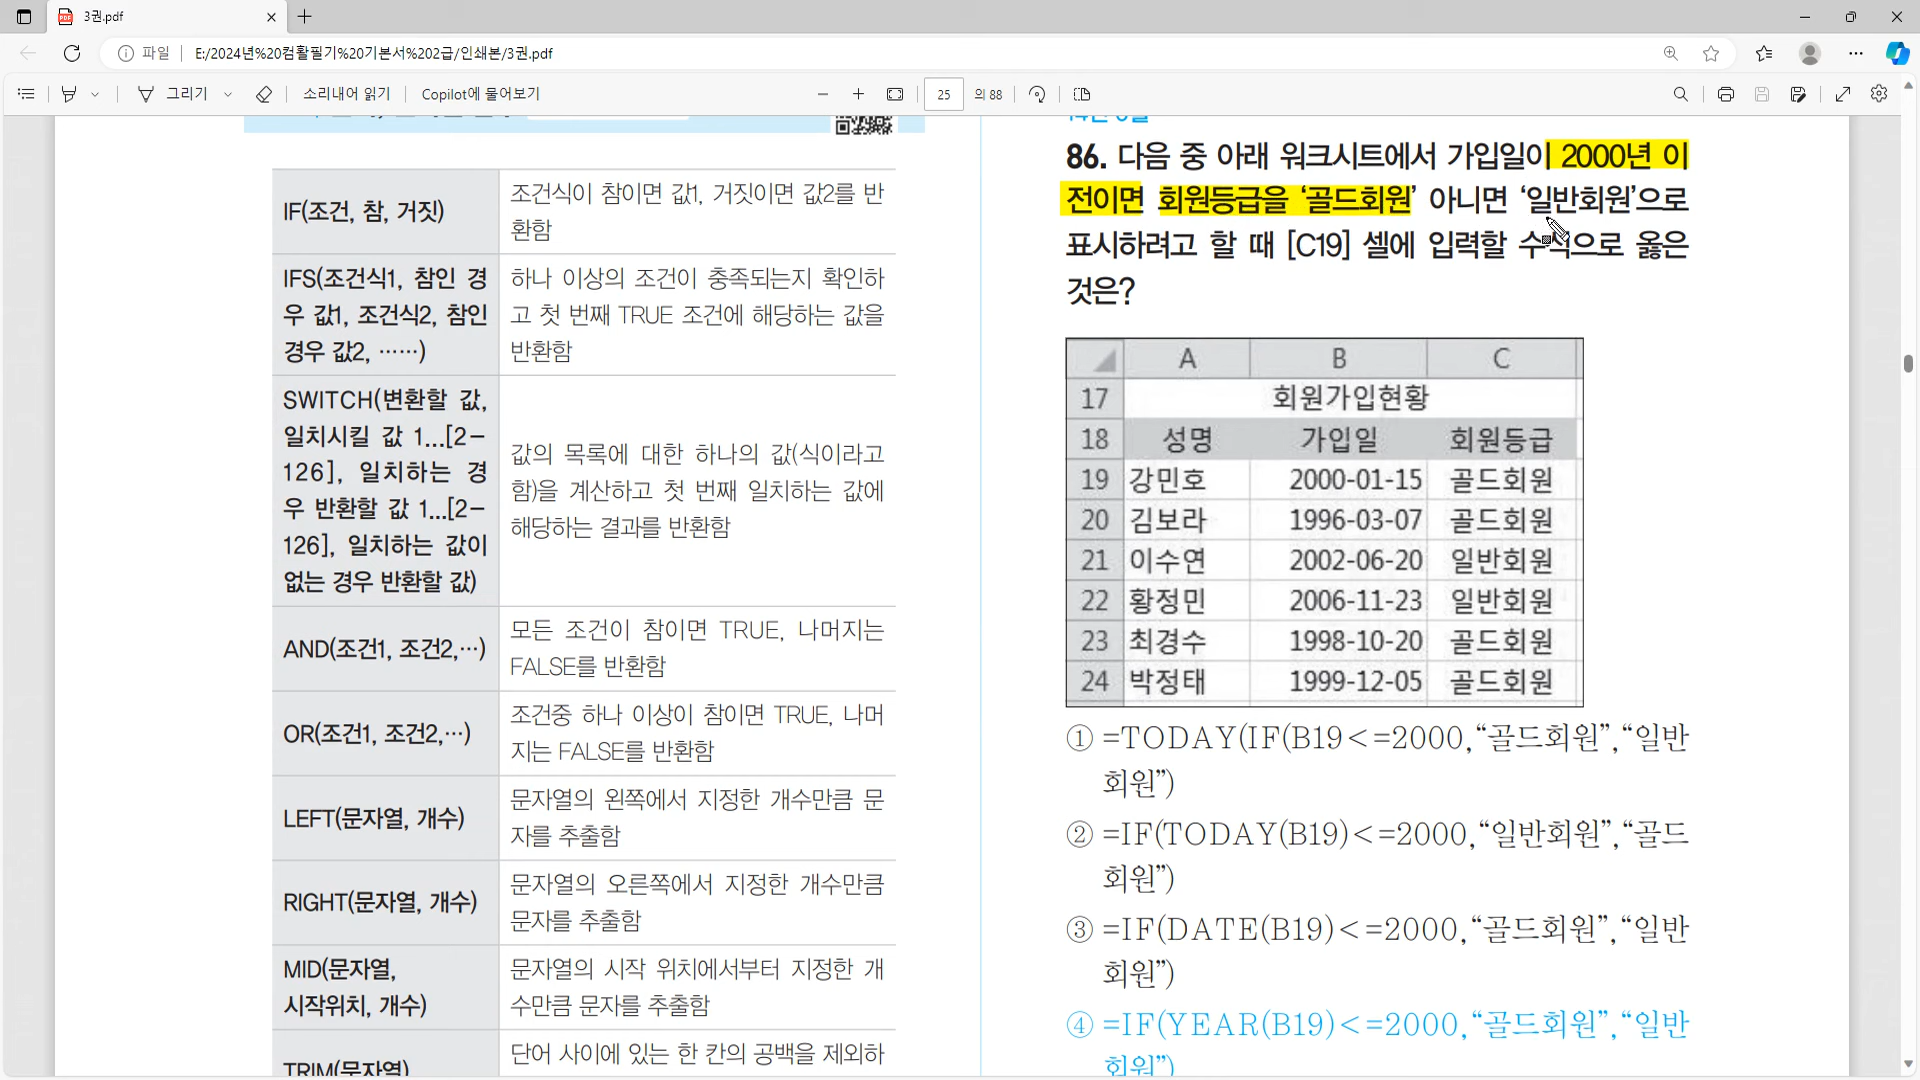 3권.pdf
파일
E:/2024년%20컴활필기%20기본서%202급/인쇄본/3권.pdf
그리기
소리내어 읽기
Copilot에 물어보기
25
의 88
IF(조건, 참, 거짓)
조건식이 참이면 값1, 거짓이면 값2를 반
환함
IFS(조건식1, 참인 경
우 값1, 조건식2, 참인
경우 값2, ……)
하나 이상의 조건이 충족되는지 확인하
고 첫 번째 TRUE 조건에 해당하는 값을
반환함
SWITCH(변환할 값,
일치시킬 값 1...[2-
126], 일치하는 경
우 반환할 값 1...[2-
126], 일치하는 값이
없는 경우 반환할 값)
값의 목록에 대한 하나의 값(식이라고
함)을 계산하고 첫 번째 일치하는 값에
해당하는 결과를 반환함
AND(조건1, 조건2,…)
모든 조건이 참이면 TRUE, 나머지는
FALSE를 반환함
OR(조건1, 조건2,…)
조건중 하나 이상이 참이면 TRUE, 나머
지는 FALSE를 반환함
LEFT(문자열, 개수)
문자열의 왼쪽에서 지정한 개수만큼 문
자를 추출함
RIGHT(문자열, 개수)
문자열의 오른쪽에서 지정한 개수만큼
문자를 추출함
MID(문자열,
시작위치, 개수)
문자열의 시작 위치에서부터 지정한 개
수만큼 문자를 추출함
TRIM(문자열)
단어 사이에 있는 한 칸의 공백을 제외하
86. 다음 중 아래 워크시트에서 가입일이 2000년 이
전이면 회원등급을 ‘골드회원’ 아니면 ‘일반회원’으로
표시하려고 할 때 [C19] 셀에 입력할 수식으로 옳은
것은?
A B C
17 회원가입현황
18 성명 가입일 회원등급
19 강민호 2000-01-15 골드회원
20 김보라 1996-03-07 골드회원
21 이수연 2002-06-20 일반회원
22 황정민 2006-11-23 일반회원
23 최경수 1998-10-20 골드회원
24 박정태 1999-12-05 골드회원
① =TODAY(IF(B19<=2000,“골드회원”,“일반
회원”)
② =IF(TODAY(B19)<=2000,“일반회원”,“골드
회원”)
③ =IF(DATE(B19)<=2000,“골드회원”,“일반
회원”)
④ =IF(YEAR(B19)<=2000,“골드회원”,“일반
회원”)